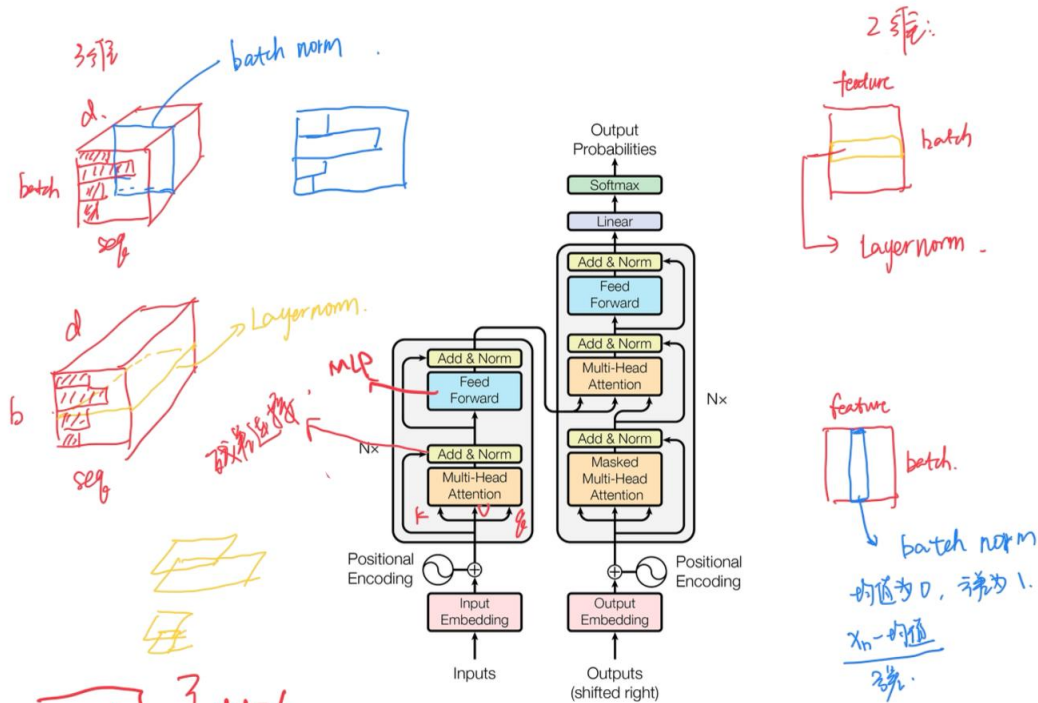 3维
batch norm .
d.
batch
seq
2维:
feature
batch
Layernorm .
d
Layernorm.
b
seq
MLP
残差连接.
K
V
q
feature
batch.
batch norm
均值为0, 方差为1.
xn-均值
方差.
Output
Probabilities
Softmax
Linear
Add & Norm
Feed
Forward
Add & Norm
Multi-Head
Attention
Add & Norm
Masked
Multi-Head
Attention
N×
Add & Norm
Feed
Forward
Add & Norm
Multi-Head
Attention
N×
Positional
Encoding
Positional
Encoding
Input
Embedding
Output
Embedding
Inputs
Outputs
(shifted right)